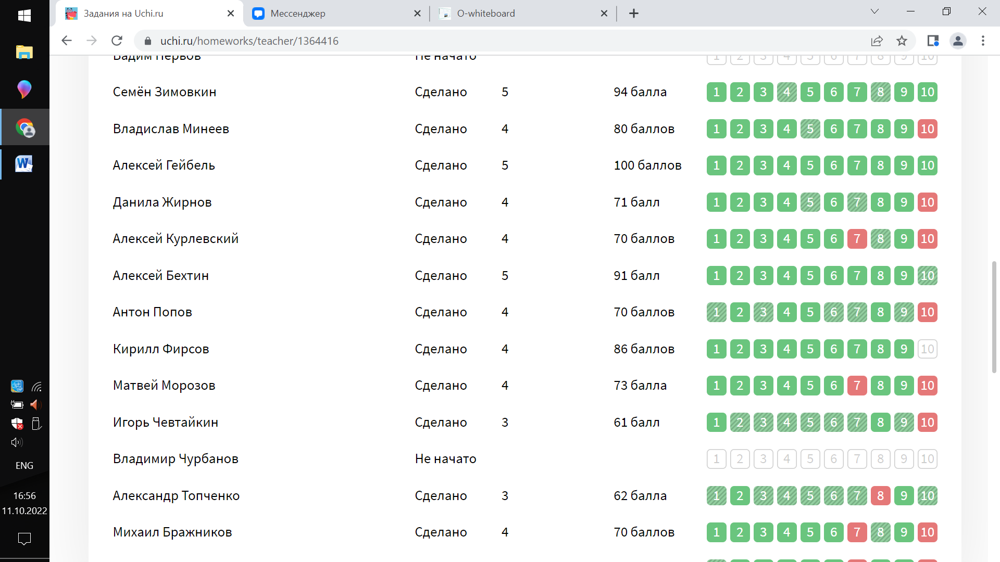 Задания на Uchi.ru
Мессенджер
O-whiteboard
uchi.ru/homeworks/teacher/1364416
Вадим Первов Не начато 1 2 3 4 5 6 7 8 9 10
Семён Зимовкин Сделано 5 94 балла 1 2 3 4 5 6 7 8 9 10
Владислав Минеев Сделано 4 80 баллов 1 2 3 4 5 6 7 8 9 10
Алексей Гейбель Сделано 5 100 баллов 1 2 3 4 5 6 7 8 9 10
Данила Жирнов Сделано 4 71 балл 1 2 3 4 5 6 7 8 9 10
Алексей Курлевский Сделано 4 70 баллов 1 2 3 4 5 6 7 8 9 10
Алексей Бехтин Сделано 5 91 балл 1 2 3 4 5 6 7 8 9 10
Антон Попов Сделано 4 70 баллов 1 2 3 4 5 6 7 8 9 10
Кирилл Фирсов Сделано 4 86 баллов 1 2 3 4 5 6 7 8 9 10
Матвей Морозов Сделано 4 73 балла 1 2 3 4 5 6 7 8 9 10
Игорь Чевтайкин Сделано 3 61 балл 1 2 3 4 5 6 7 8 9 10
Владимир Чурбанов Не начато 1 2 3 4 5 6 7 8 9 10
Александр Топченко Сделано 3 62 балла 1 2 3 4 5 6 7 8 9 10
Михаил Бражников Сделано 4 70 баллов 1 2 3 4 5 6 7 8 9 10
ENG
16:56
11.10.2022